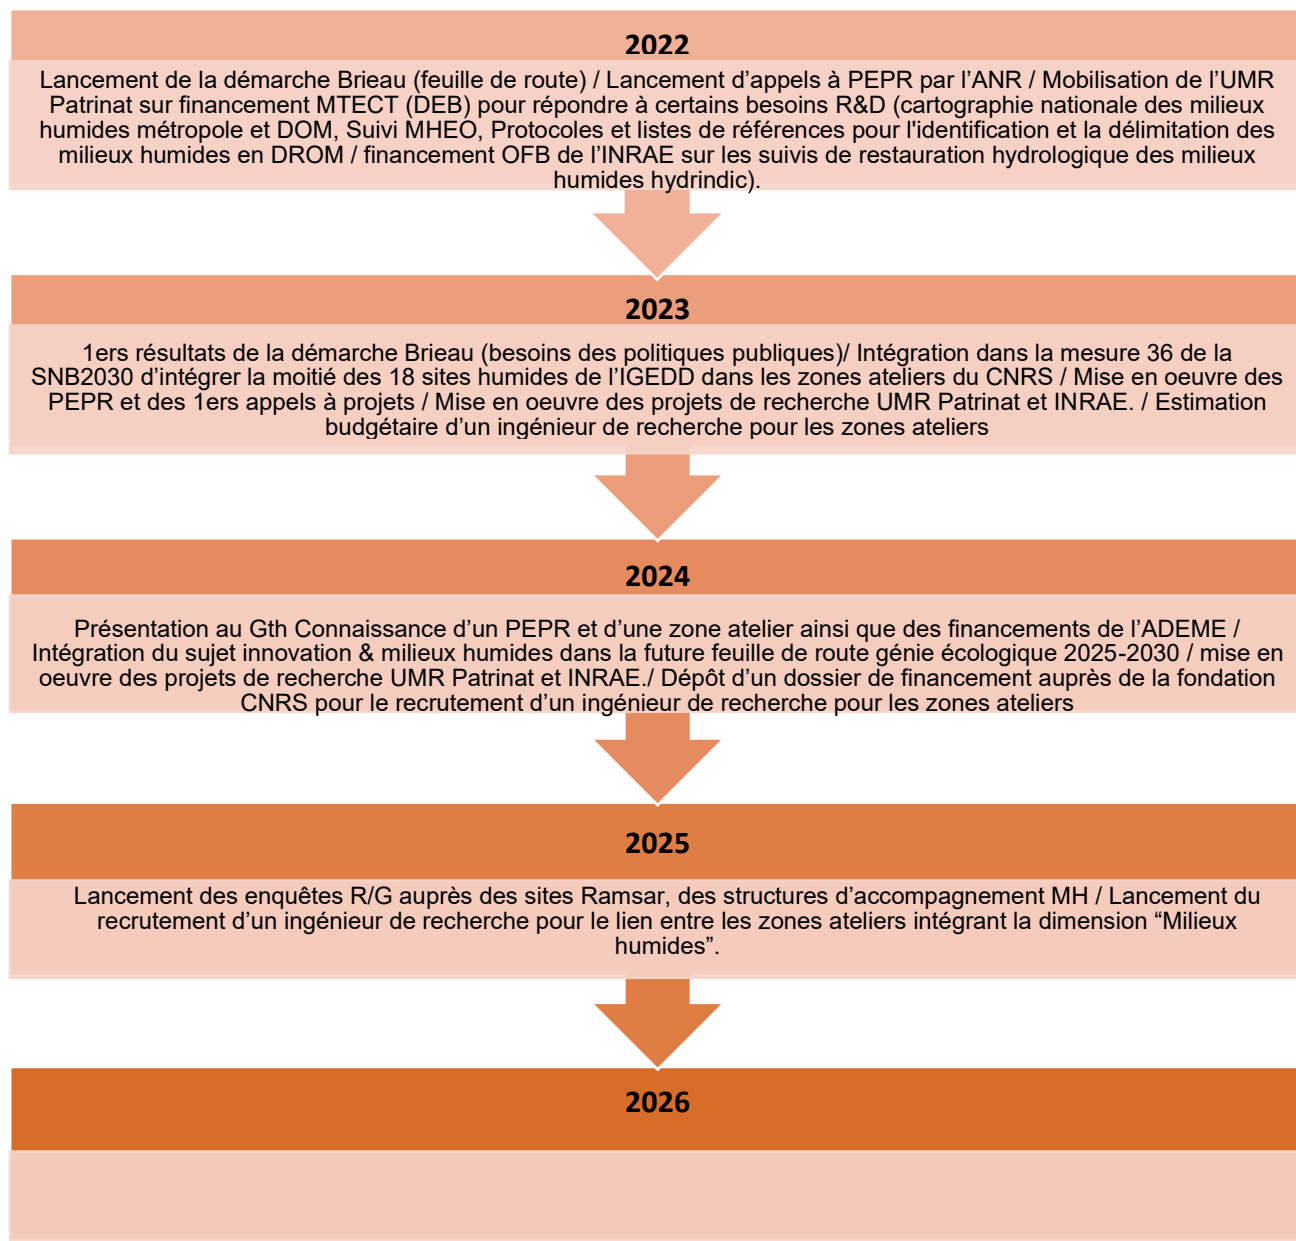 2022
Lancement de la démarche Brieau (feuille de route) / Lancement d’appels à PEPR par l’ANR / Mobilisation de l’UMR
Patrinat sur financement MTECT (DEB) pour répondre à certains besoins R&D (cartographie nationale des milieux
humides métropole et DOM, Suivi MHEO, Protocoles et listes de références pour l'identification et la délimitation des
milieux humides en DROM / financement OFB de l’INRAE sur les suivis de restauration hydrologique des milieux
humides hydrindic).
2023
1ers résultats de la démarche Brieau (besoins des politiques publiques)/ Intégration dans la mesure 36 de la
SNB2030 d’intégrer la moitié des 18 sites humides de l’IGEDD dans les zones ateliers du CNRS / Mise en oeuvre des
PEPR et des 1ers appels à projets / Mise en oeuvre des projets de recherche UMR Patrinat et INRAE. / Estimation
budgétaire d’un ingénieur de recherche pour les zones ateliers
2024
Présentation au Gth Connaissance d’un PEPR et d’une zone atelier ainsi que des financements de l’ADEME /
Intégration du sujet innovation & milieux humides dans la future feuille de route génie écologique 2025-2030 / mise en
oeuvre des projets de recherche UMR Patrinat et INRAE./ Dépôt d’un dossier de financement auprès de la fondation
CNRS pour le recrutement d’un ingénieur de recherche pour les zones ateliers
2025
Lancement des enquêtes R/G auprès des sites Ramsar, des structures d’accompagnement MH / Lancement du
recrutement d’un ingénieur de recherche pour le lien entre les zones ateliers intégrant la dimension “Milieux
humides”.
2026